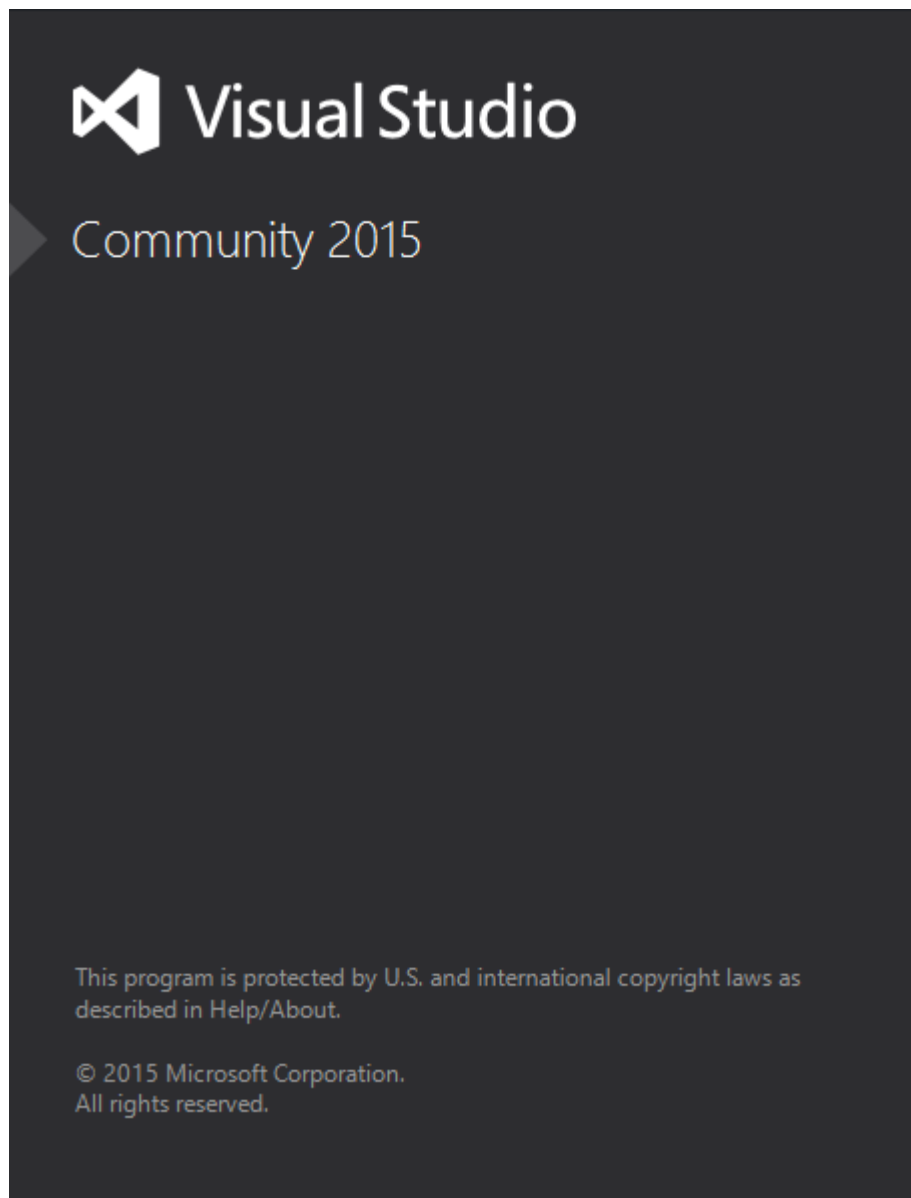 Visual Studio
Community 2015
This program is protected by U.S. and international copyright laws as
described in Help/About.
© 2015 Microsoft Corporation.
All rights reserved.